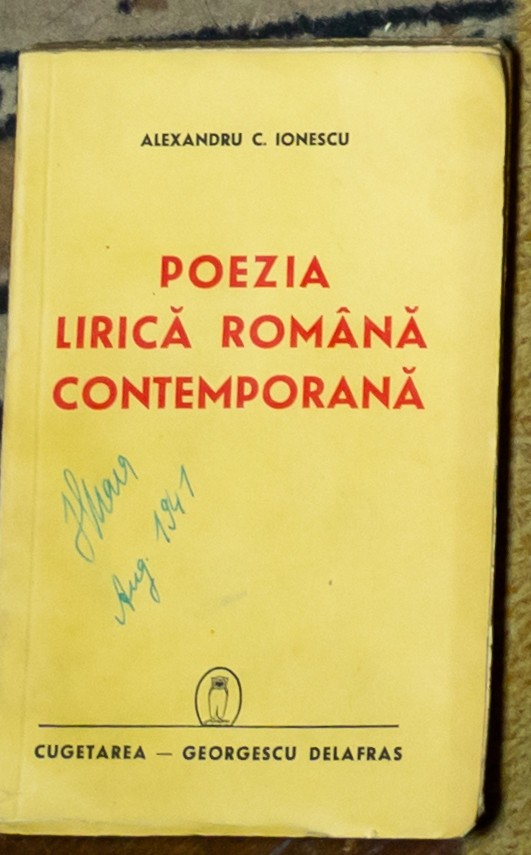 ALEXANDRU C. IONESCU
POEZIA
LIRICĂ ROMÂNĂ
CONTEMPORANĂ
Aug. 1941
CUGETAREA — GEORGESCU DELAFRAS